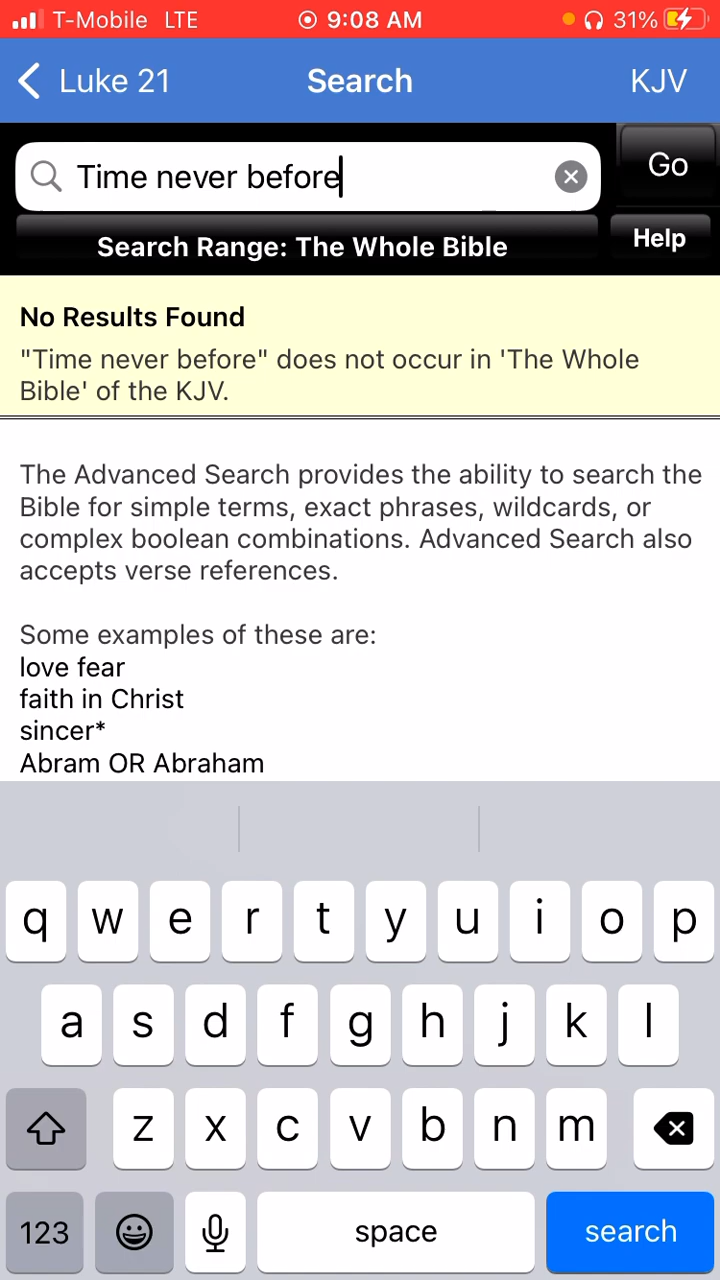 T-Mobile LTE 9:08 AM 31%
Luke 21 Search KJV
Time never before Go
Search Range: The Whole Bible Help
No Results Found
"Time never before" does not occur in 'The Whole
Bible' of the KJV.
The Advanced Search provides the ability to search the
Bible for simple terms, exact phrases, wildcards, or
complex boolean combinations. Advanced Search also
accepts verse references.
Some examples of these are:
love fear
faith in Christ
sincer*
Abram OR Abraham
q w e r t y u i o p
a s d f g h j k l
z x c v b n m
123 space search